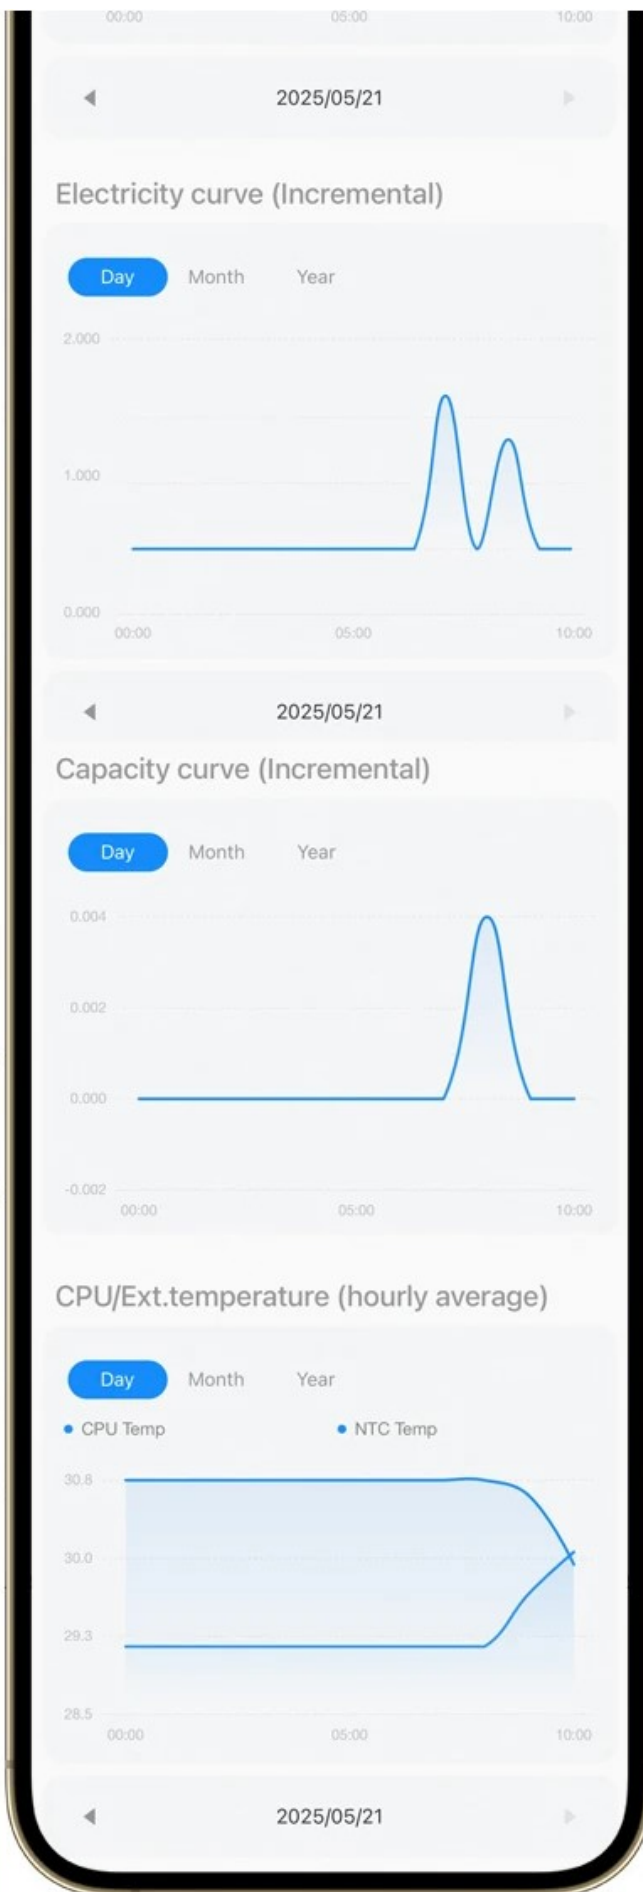 00:00 05:00 10:00
2025/05/21
Electricity curve (Incremental)
Day Month Year
2.000
1.000
0.000
00:00 05:00 10:00
2025/05/21
Capacity curve (Incremental)
Day Month Year
0.004
0.002
0.000
-0.002
00:00 05:00 10:00
CPU/Ext.temperature (hourly average)
Day Month Year
CPU Temp NTC Temp
30.8
30.0
29.3
28.5
00:00 05:00 10:00
2025/05/21